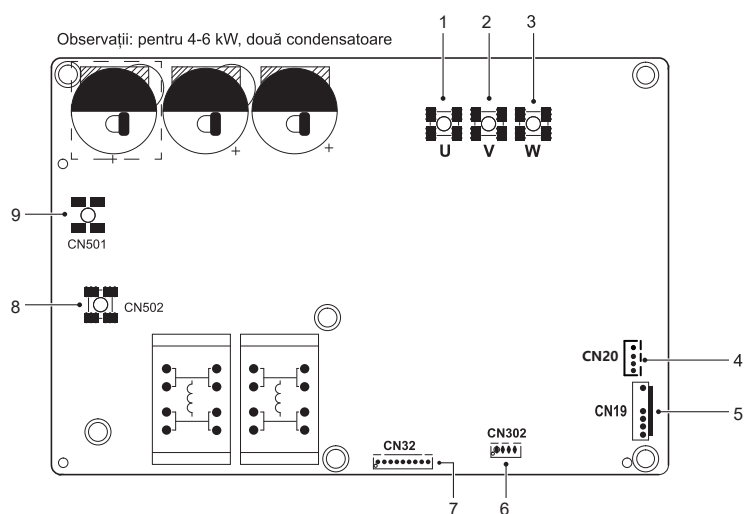 1 2 3
Observații: pentru 4-6 kW, două condensatoare
+ + +
U V W
9
CN501
8
CN502
CN20
4
CN19
5
CN32
CN302
7
6